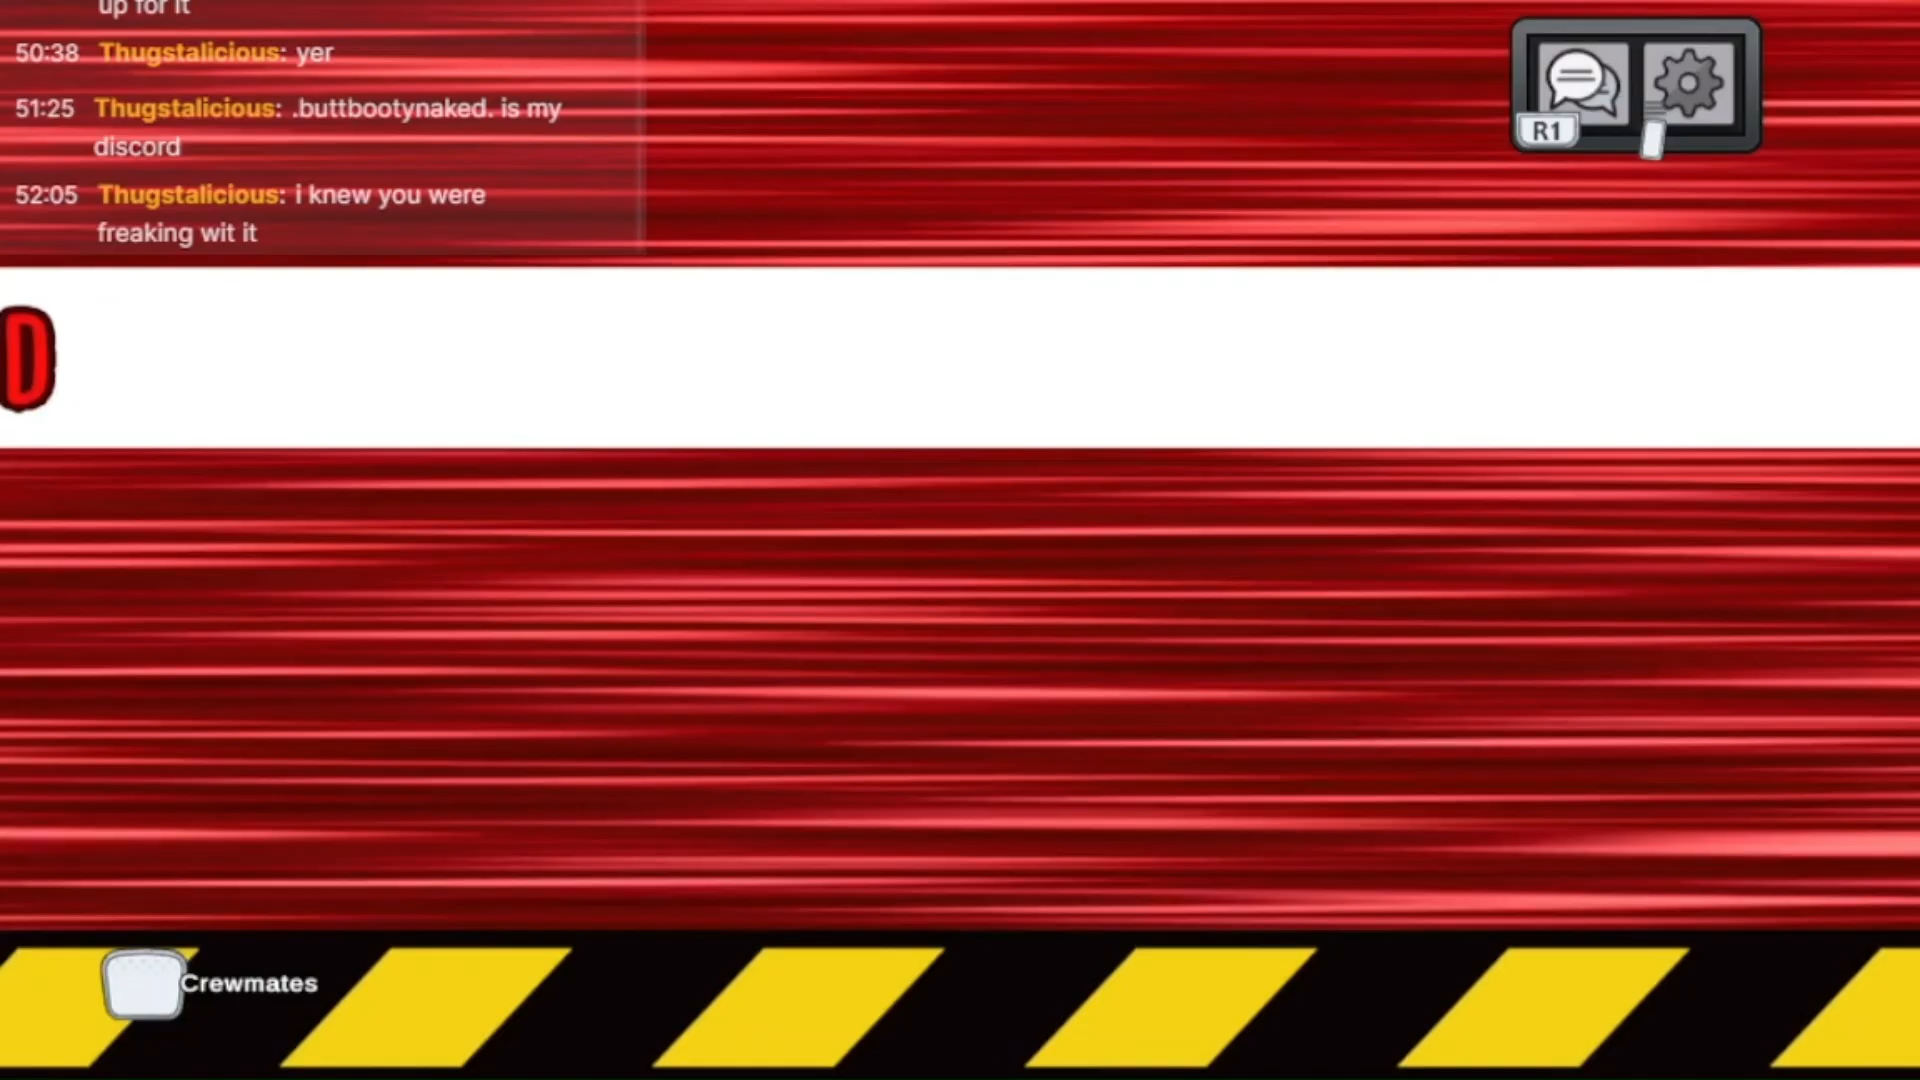 up for it
50:38 Thugstalicious: yer
51:25 Thugstalicious: .buttbootynaked. is my
discord
52:05 Thugstalicious: i knew you were
freaking wit it
R1
D
Crewmates